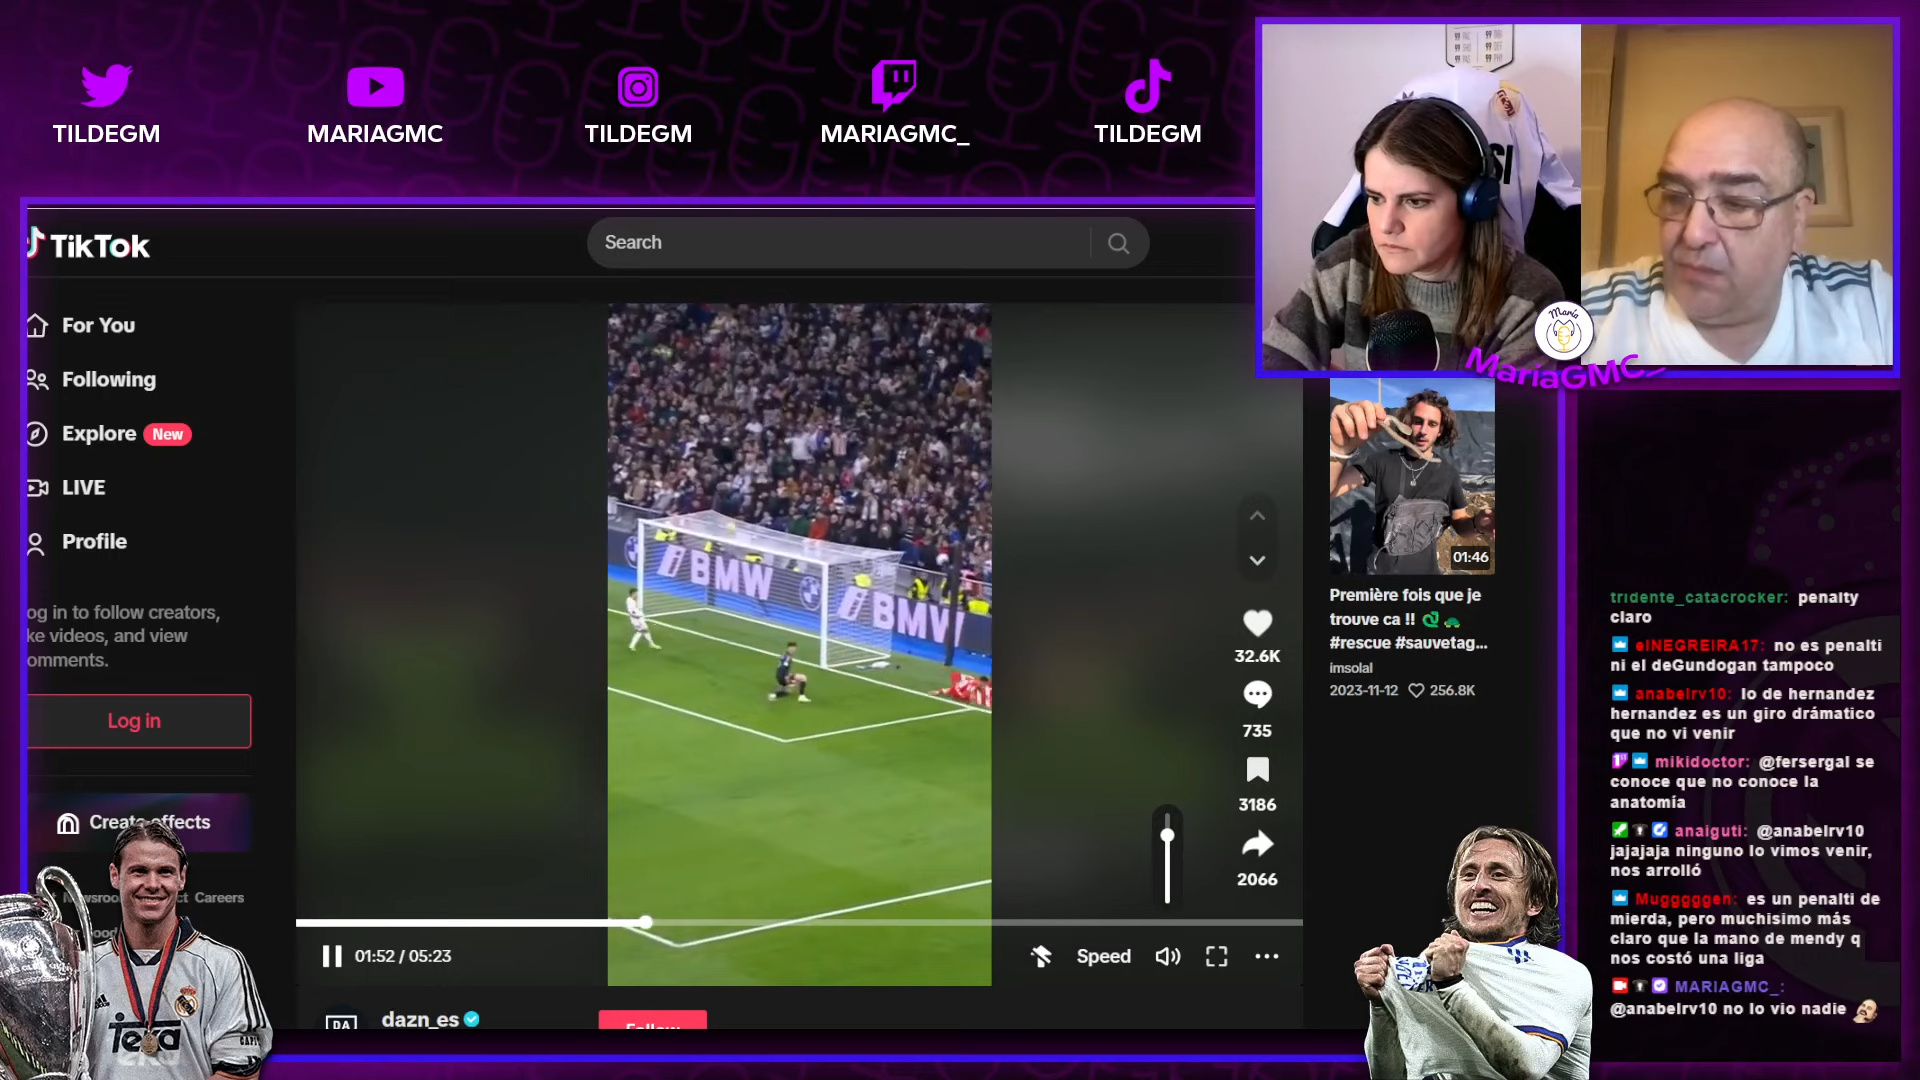 TILDEGM
MARIAGMC
TILDEGM
MARIAGMC_
TILDEGM
TikTok
Search
For You
Following
Explore New
LIVE
Profile
og in to follow creators,
ke videos, and view
omments.
Log in
Create effects
Careers
BMW
BMW
32.6K
735
3186
2066
01:52 / 05:23
Speed
dazn_es
Follow
María
MariaGMC_
01:46
Première fois que je
trouve ca !!
#rescue #sauvetag...
imsolal
2023-11-12 256.8K
tridente_catacrocker: penalty
claro
elNEGREIRA17: no es penalti
ni el deGundogan tampoco
anabelrv10: lo de hernandez
hernandez es un giro drámatico
que no vi venir
mikidoctor: @fersergal se
conoce que no conoce la
anatomía
anaiguti: @anabelrv10
jajajaja ninguno lo vimos venir,
nos arrolló
Mugggggen: es un penalti de
mierda, pero muchisimo más
claro que la mano de mendy q
nos costó una liga
MARIAGMC_:
@anabelrv10 no lo vio nadie
Teka